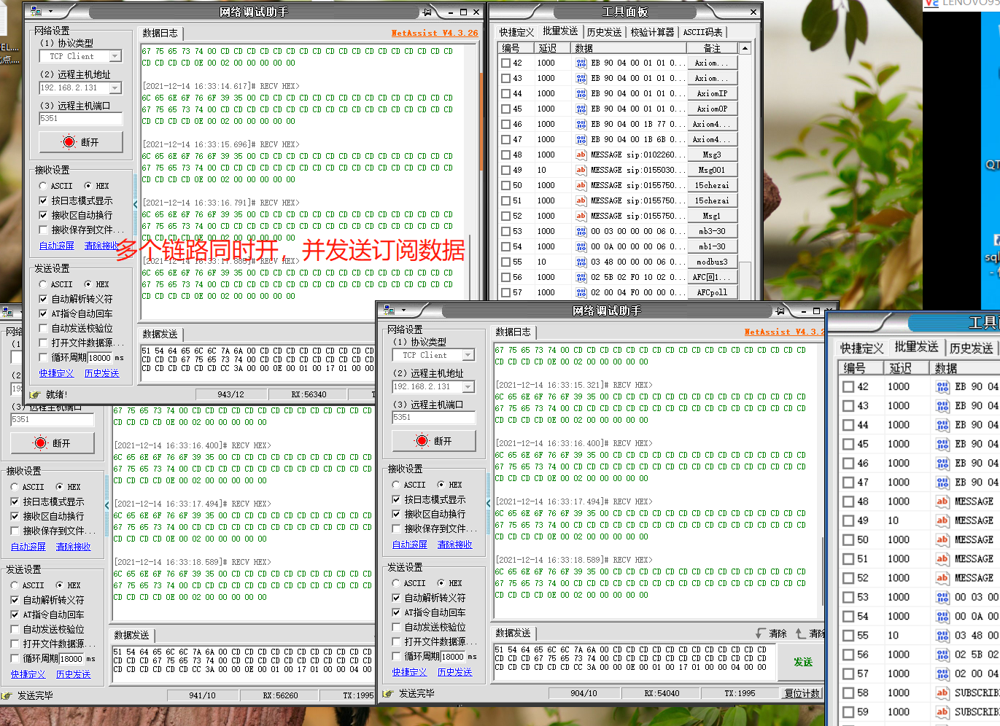 网络调试助手
网络设置
(1) 协议类型
TCP Client
(2) 远程主机地址
192.168.2.131
(3) 远程主机端口
5351
断开
接收设置
ASCII HEX
按日志模式显示
接收区自动换行
接收保存到文件...
自动滚屏 清除接收
发送设置
ASCII HEX
自动解析转义符
AT指令自动回车
自动发送校验位
打开文件数据源...
循环周期 18000 ms
快捷定义 历史发送
就绪!
数据日志
NetAssist V4.3.26
67 75 65 73 74 00 CD CD CD CD CD CD CD CD CD CD CD CD CD CD CD CD CD CD
CD CD CD CD 0E 00 02 00 00 00 00 00
[2021-12-14 16:33:14.617]# RECV HEX>
6C 65 6E 6F 76 6F 39 35 00 CD CD CD CD CD CD CD CD CD CD CD CD CD CD CD
67 75 65 73 74 00 CD CD CD CD CD CD CD CD CD CD CD CD CD CD CD CD CD CD
CD CD CD CD 0E 00 02 00 00 00 00 00
[2021-12-14 16:33:15.696]# RECV HEX>
6C 65 6E 6F 76 6F 39 35 00 CD CD CD CD CD CD CD CD CD CD CD CD CD CD CD
67 75 65 73 74 00 CD CD CD CD CD CD CD CD CD CD CD CD CD CD CD CD CD CD
CD CD CD CD 0E 00 02 00 00 00 00 00
[2021-12-14 16:33:16.791]# RECV HEX>
6C 65 6E 6F 76 6F 39 35 00 CD CD CD CD CD CD CD CD CD CD CD CD CD CD CD
67 75 65 73 74 00 CD CD CD CD CD CD CD CD CD CD CD CD CD CD CD CD CD CD
CD CD CD CD 0E 00 02 00 00 00 00 00
多个链路同时开，并发送订阅数据
[2021-12-14 16:33:17.885]# RECV HEX>
6C 65 6E 6F 76 6F 39 35 00 CD CD CD CD CD CD CD CD CD CD CD CD CD CD CD
67 75 65 73 74 00 CD CD CD CD CD CD CD CD CD CD CD CD CD CD CD CD CD CD
CD CD CD CD 0E 00 02 00 00 00 00 00
数据发送
51 54 64 65 6C 6C 7A 6A 00 CD CD CD CD CD CD CD CD CD
CD CD CD 67 75 65 73 74 00 CD CD CD CD CD CD CD CD CD
CD CD CD CD CD CD CC 3A 00 00 0E 00 01 00 17 01 00 00
943/12 RX:56340
工具面板
快捷定义 批量发送 历史发送 校验计算器 ASCII码表
编号 延迟 数据 备注
42 1000 EB 90 04 00 01 01 0... Axiom...
43 1000 EB 90 04 00 01 01 0... Axiom...
44 1000 EB 90 04 00 01 01 0... AxiomIP
45 1000 EB 90 04 00 01 01 0... AxiomOP
46 1000 EB 90 04 00 1B 77 0... Axiom4...
47 1000 EB 90 04 00 1B 6B 0... Axiom4...
48 1000 MESSAGE sip:0102260... Msg3
49 10 MESSAGE sip:0155030... Msg001
50 1000 MESSAGE sip:0155750... 15chezai
51 1000 MESSAGE sip:0155750... 15chezai
52 1000 MESSAGE sip:0155750... Msg1
53 1000 00 03 00 00 00 06 0... mb3-30
54 1000 00 0A 00 00 00 06 0... mb1-30
55 10 03 48 00 00 00 06 0... modbus3
56 1000 02 5B 02 F0 10 02 0... AFC回1...
57 1000 02 00 04 F0 00 00 0... AFCpoll
(3) 远程主机端口
5351
断开
接收设置
ASCII HEX
按日志模式显示
接收区自动换行
接收保存到文件...
自动滚屏 清除接收
发送设置
ASCII HEX
自动解析转义符
AT指令自动回车
自动发送校验位
打开文件数据源...
循环周期 18000 ms
快捷定义 历史发送
发送完毕
67 75 65 73 74 00 CD CD CD CD CD CD CD CD CD CD CD CD CD CD
CD CD CD CD 0E 00 02 00 00 00 00 00
[2021-12-14 16:33:16.400]# RECV HEX>
6C 65 6E 6F 76 6F 39 35 00 CD CD CD CD CD CD CD CD CD CD CD
67 75 65 73 74 00 CD CD CD CD CD CD CD CD CD CD CD CD CD CD
CD CD CD CD 0E 00 02 00 00 00 00 00
[2021-12-14 16:33:17.494]# RECV HEX>
6C 65 6E 6F 76 6F 39 35 00 CD CD CD CD CD CD CD CD CD CD CD
67 75 65 73 74 00 CD CD CD CD CD CD CD CD CD CD CD CD CD CD
CD CD CD CD 0E 00 02 00 00 00 00 00
[2021-12-14 16:33:18.589]# RECV HEX>
6C 65 6E 6F 76 6F 39 35 00 CD CD CD CD CD CD CD CD CD CD CD
67 75 65 73 74 00 CD CD CD CD CD CD CD CD CD CD CD CD CD CD
CD CD CD CD 0E 00 02 00 00 00 00 00
数据发送
51 54 64 65 6C 6C 7A 6A 00 CD CD CD CD CD CD CD CD CD
CD CD CD 67 75 65 73 74 00 CD CD CD CD CD CD CD CD CD CD
CD CD CD CD CD CD CC 3A 00 00 0E 00 01 00 17 01 00 00 04 00
941/10 RX:56260 TX:1995
网络调试助手
网络设置
(1) 协议类型
TCP Client
(2) 远程主机地址
192.168.2.131
(3) 远程主机端口
5351
断开
接收设置
ASCII HEX
按日志模式显示
接收区自动换行
接收保存到文件...
自动滚屏 清除接收
发送设置
ASCII HEX
自动解析转义符
AT指令自动回车
自动发送校验位
打开文件数据源...
循环周期 18000 ms
快捷定义 历史发送
发送完毕
数据日志
NetAssist V4.3.2
67 75 65 73 74 00 CD CD CD CD CD CD CD CD CD CD CD CD CD CD CD CD CD CD
CD CD CD CD 0E 00 02 00 00 00 00 00
[2021-12-14 16:33:15.321]# RECV HEX>
6C 65 6E 6F 76 6F 39 35 00 CD CD CD CD CD CD CD CD CD CD CD CD CD CD CD
67 75 65 73 74 00 CD CD CD CD CD CD CD CD CD CD CD CD CD CD CD CD CD CD
CD CD CD CD 0E 00 02 00 00 00 00 00
[2021-12-14 16:33:16.400]# RECV HEX>
6C 65 6E 6F 76 6F 39 35 00 CD CD CD CD CD CD CD CD CD CD CD CD CD CD CD
67 75 65 73 74 00 CD CD CD CD CD CD CD CD CD CD CD CD CD CD CD CD CD CD
CD CD CD CD 0E 00 02 00 00 00 00 00
[2021-12-14 16:33:17.494]# RECV HEX>
6C 65 6E 6F 76 6F 39 35 00 CD CD CD CD CD CD CD CD CD CD CD CD CD CD CD
67 75 65 73 74 00 CD CD CD CD CD CD CD CD CD CD CD CD CD CD CD CD CD CD
CD CD CD CD 0E 00 02 00 00 00 00 00
[2021-12-14 16:33:18.589]# RECV HEX>
6C 65 6E 6F 76 6F 39 35 00 CD CD CD CD CD CD CD CD CD CD CD CD CD CD CD
67 75 65 73 74 00 CD CD CD CD CD CD CD CD CD CD CD CD CD CD CD CD CD CD
CD CD CD CD 0E 00 02 00 00 00 00 00
数据发送 清除 清除
51 54 64 65 6C 6C 7A 6A 00 CD CD CD CD CD CD CD CD CD CD CD CD
CD CD CD 67 75 65 73 74 00 CD CD CD CD CD CD CD CD CD CD CD CD
CD CD CD CD CD CD CC 3A 00 00 0E 00 01 00 17 01 00 00 04 00 00
发送
904/10 RX:54040 TX:1995 复位计数
快捷定义 批量发送 历史发送
编号 延迟 数据
42 1000 EB 90 04
43 1000 EB 90 04
44 1000 EB 90 04
45 1000 EB 90 04
46 1000 EB 90 04
47 1000 EB 90 04
48 1000 MESSAGE
49 10 MESSAGE
50 1000 MESSAGE
51 1000 MESSAGE
52 1000 MESSAGE
53 1000 00 03 00
54 1000 00 0A 00
55 10 03 48 00
56 1000 02 5B 02
57 1000 02 00 04
58 1000 SUBSCRIB
59 1000 SUBSCRIB
LENOVO95